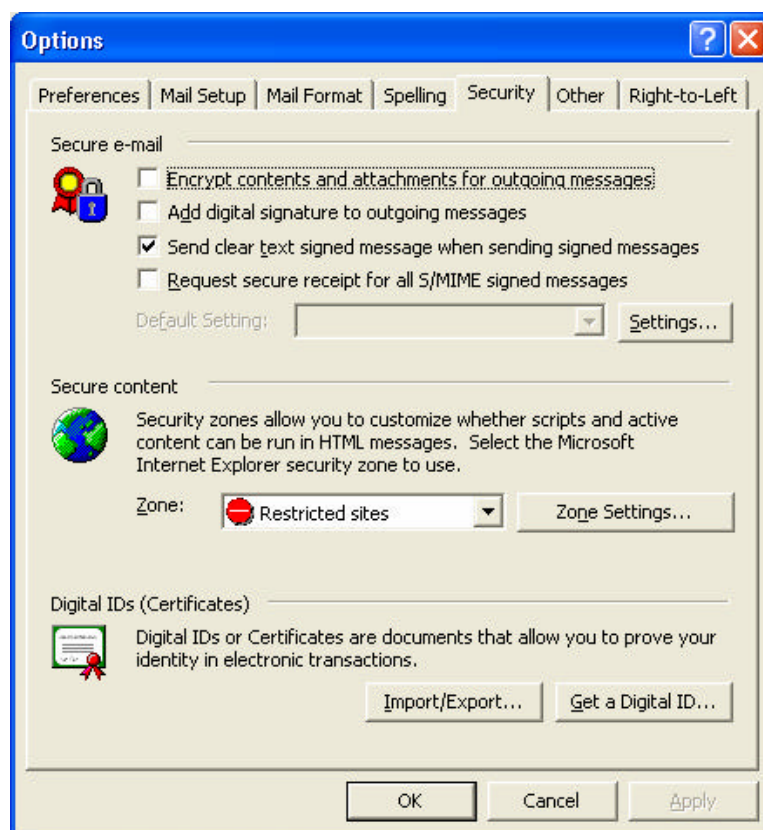 Options
Preferences Mail Setup Mail Format Spelling Security Other Right-to-Left
Secure e-mail
Encrypt contents and attachments for outgoing messages
Add digital signature to outgoing messages
Send clear text signed message when sending signed messages
Request secure receipt for all S/MIME signed messages
Default Setting: Settings...
Secure content
Security zones allow you to customize whether scripts and active
content can be run in HTML messages. Select the Microsoft
Internet Explorer security zone to use.
Zone: Restricted sites Zone Settings...
Digital IDs (Certificates)
Digital IDs or Certificates are documents that allow you to prove your
identity in electronic transactions.
Import/Export... Get a Digital ID...
OK Cancel Apply